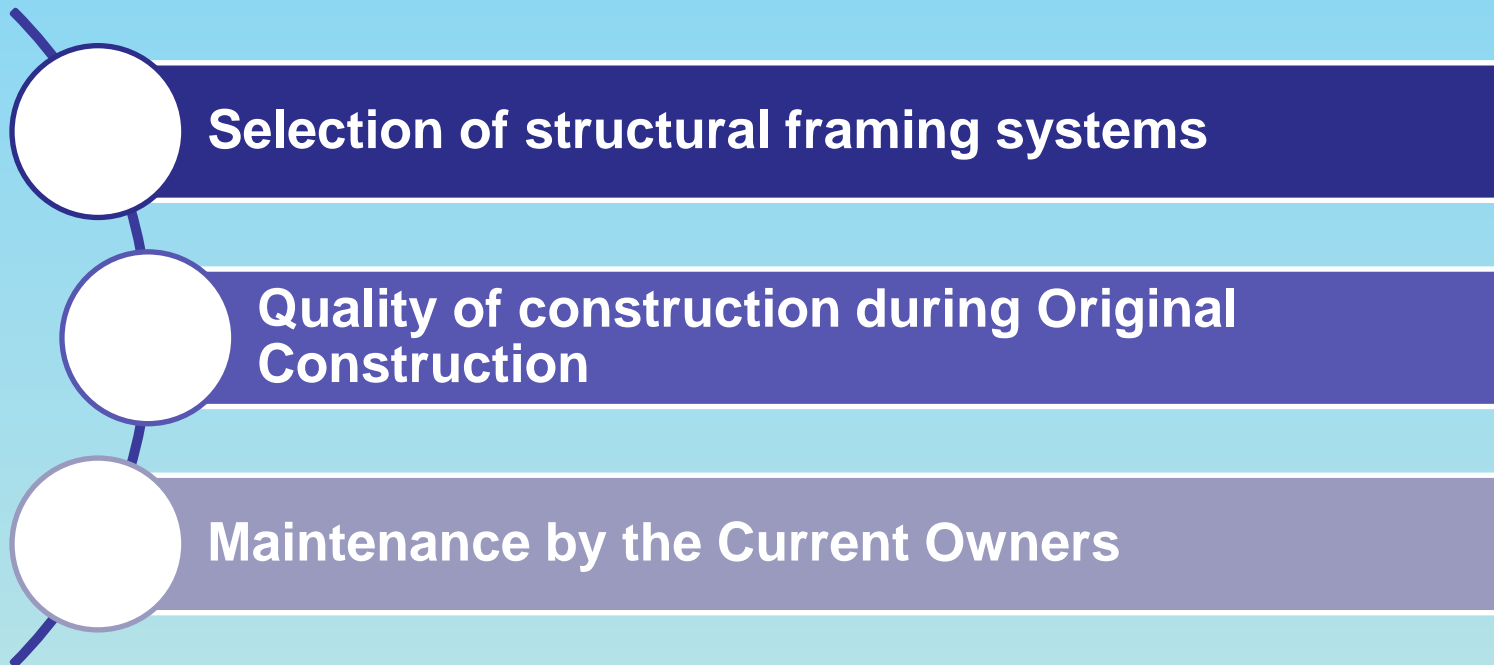 Selection of structural framing systems
Quality of construction during Original
Construction
Maintenance by the Current Owners